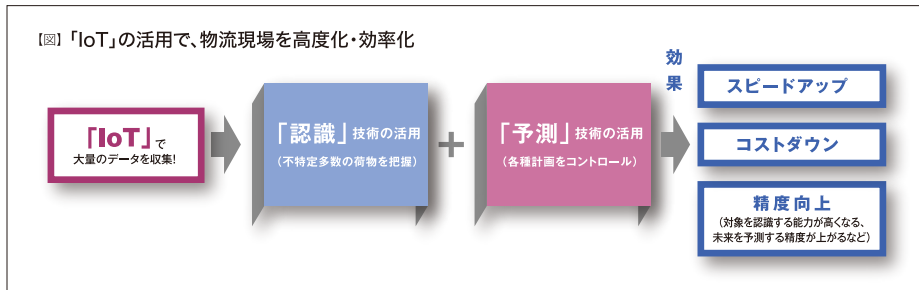 【図】「IoT」の活用で、物流現場を高度化・効率化
「IoT」で
大量のデータを収集!
「認識」技術の活用
(不特定多数の荷物を把握)
+
「予測」技術の活用
(各種計画をコントロール)
効果
スピードアップ
コストダウン
精度向上
(対象を認識する能力が高くなる、
未来を予測する精度が上がるなど)